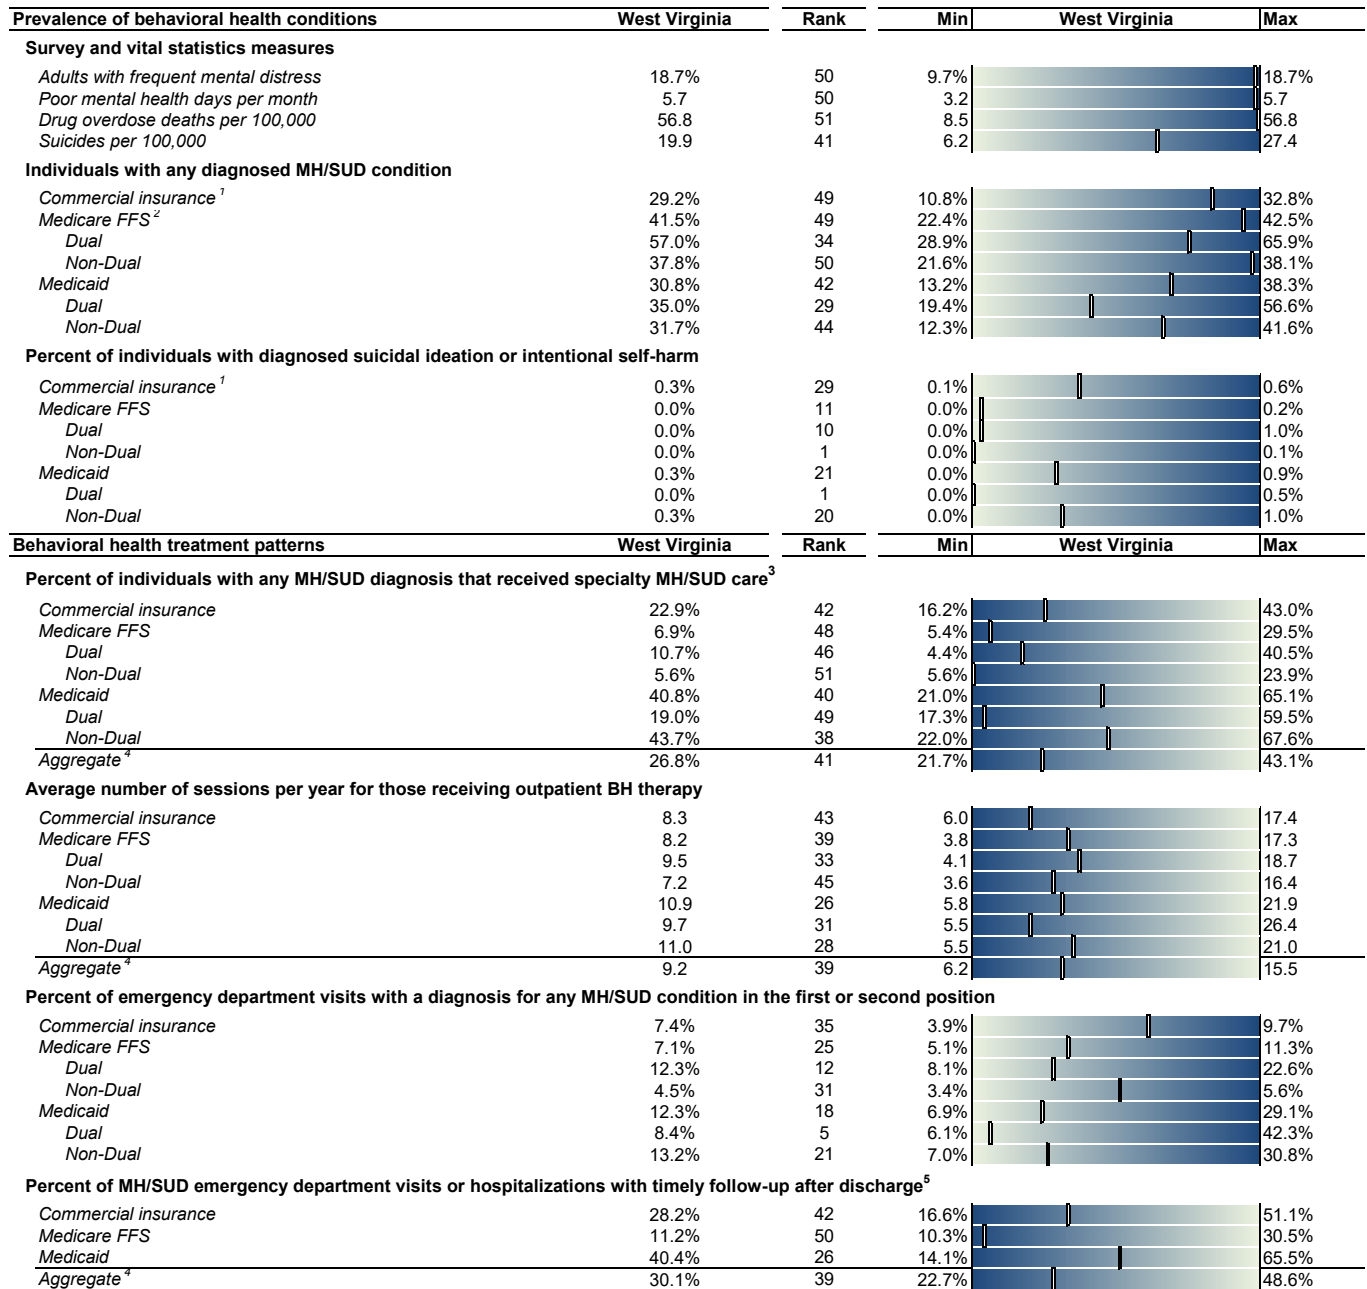 Prevalence of behavioral health conditions West Virginia Rank Min West Virginia Max
Survey and vital statistics measures
Adults with frequent mental distress 18.7% 50 9.7% 18.7%
Poor mental health days per month 5.7 50 3.2 5.7
Drug overdose deaths per 100,000 56.8 51 8.5 56.8
Suicides per 100,000 19.9 41 6.2 27.4
Individuals with any diagnosed MH/SUD condition
Commercial insurance 1 29.2% 49 10.8% 32.8%
Medicare FFS 2 41.5% 49 22.4% 42.5%
Dual 57.0% 34 28.9% 65.9%
Non-Dual 37.8% 50 21.6% 38.1%
Medicaid 30.8% 42 13.2% 38.3%
Dual 35.0% 29 19.4% 56.6%
Non-Dual 31.7% 44 12.3% 41.6%
Percent of individuals with diagnosed suicidal ideation or intentional self-harm
Commercial insurance 1 0.3% 29 0.1% 0.6%
Medicare FFS 0.0% 11 0.0% 0.2%
Dual 0.0% 10 0.0% 1.0%
Non-Dual 0.0% 1 0.0% 0.1%
Medicaid 0.3% 21 0.0% 0.9%
Dual 0.0% 1 0.0% 0.5%
Non-Dual 0.3% 20 0.0% 1.0%
Behavioral health treatment patterns West Virginia Rank Min West Virginia Max
Percent of individuals with any MH/SUD diagnosis that received specialty MH/SUD care3
Commercial insurance 22.9% 42 16.2% 43.0%
Medicare FFS 6.9% 48 5.4% 29.5%
Dual 10.7% 46 4.4% 40.5%
Non-Dual 5.6% 51 5.6% 23.9%
Medicaid 40.8% 40 21.0% 65.1%
Dual 19.0% 49 17.3% 59.5%
Non-Dual 43.7% 38 22.0% 67.6%
Aggregate 4 26.8% 41 21.7% 43.1%
Average number of sessions per year for those receiving outpatient BH therapy
Commercial insurance 8.3 43 6.0 17.4
Medicare FFS 8.2 39 3.8 17.3
Dual 9.5 33 4.1 18.7
Non-Dual 7.2 45 3.6 16.4
Medicaid 10.9 26 5.8 21.9
Dual 9.7 31 5.5 26.4
Non-Dual 11.0 28 5.5 21.0
Aggregate 4 9.2 39 6.2 15.5
Percent of emergency department visits with a diagnosis for any MH/SUD condition in the first or second position
Commercial insurance 7.4% 35 3.9% 9.7%
Medicare FFS 7.1% 25 5.1% 11.3%
Dual 12.3% 12 8.1% 22.6%
Non-Dual 4.5% 31 3.4% 5.6%
Medicaid 12.3% 18 6.9% 29.1%
Dual 8.4% 5 6.1% 42.3%
Non-Dual 13.2% 21 7.0% 30.8%
Percent of MH/SUD emergency department visits or hospitalizations with timely follow-up after discharge5
Commercial insurance 28.2% 42 16.6% 51.1%
Medicare FFS 11.2% 50 10.3% 30.5%
Medicaid 40.4% 26 14.1% 65.5%
Aggregate 4 30.1% 39 22.7% 48.6%